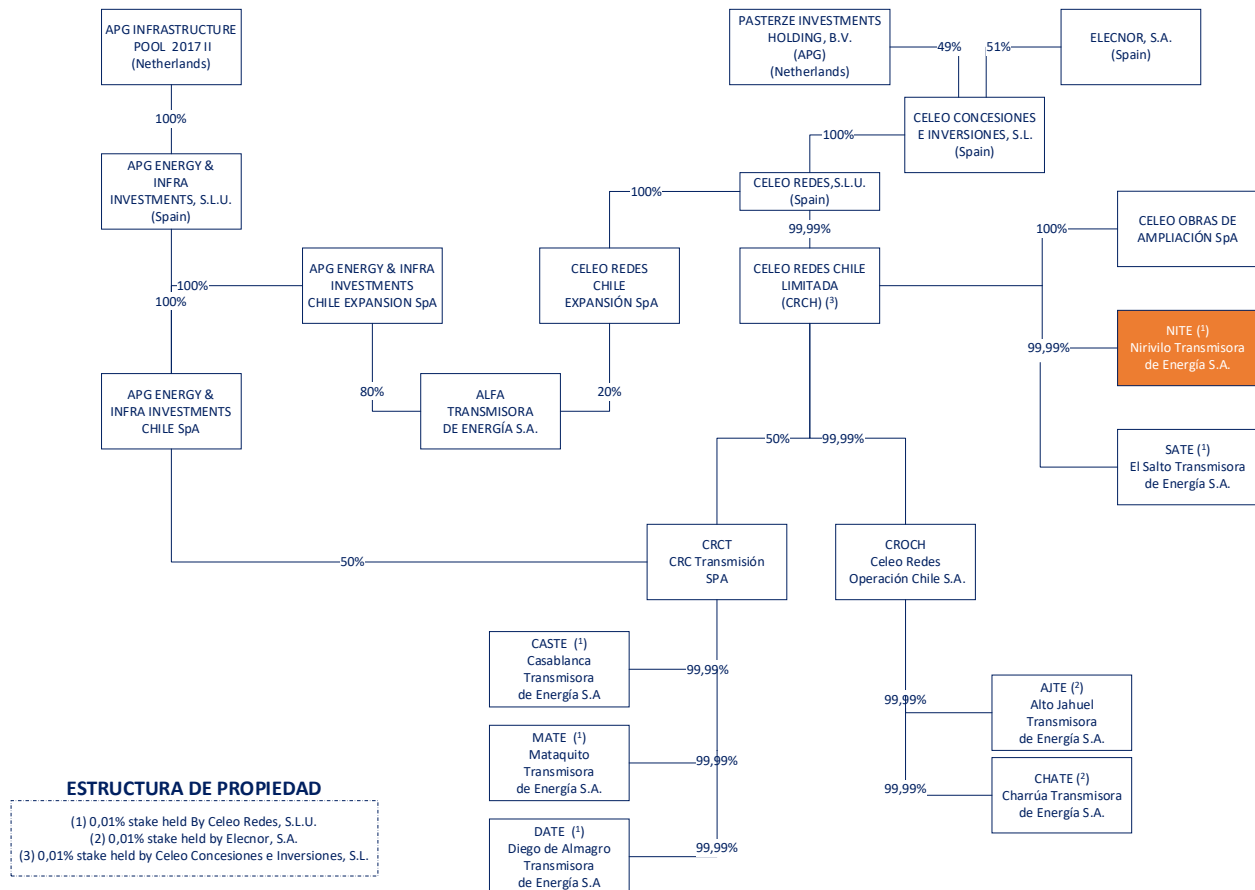 APG INFRASTRUCTURE
POOL 2017 II
(Netherlands)
PASTERZE INVESTMENTS
HOLDING, B.V.
(APG)
(Netherlands)
49%
51%
ELECNOR, S.A.
(Spain)
100%
CELEO CONCESIONES
E INVERSIONES, S.L.
(Spain)
100%
APG ENERGY &
INFRA
INVESTMENTS, S.L.U.
(Spain)
CELEO REDES,S.L.U.
(Spain)
100%
99,99%
CELEO OBRAS DE
AMPLIACIÓN SpA
100%
APG ENERGY & INFRA
INVESTMENTS
CHILE EXPANSION SpA
CELEO REDES
CHILE
EXPANSIÓN SpA
CELEO REDES CHILE
LIMITADA
(CRCH) (3)
100%
100%
NITE (1)
Nirivilo Transmisora
de Energía S.A.
99,99%
APG ENERGY &
INFRA INVESTMENTS
CHILE SpA
80%
ALFA
TRANSMISORA
DE ENERGÍA S.A.
20%
50%
99,99%
SATE (1)
El Salto Transmisora
de Energía S.A.
50%
CRCT
CRC Transmisión
SPA
CROCH
Celeo Redes
Operación Chile S.A.
CASTE (1)
Casablanca
Transmisora
de Energía S.A
99,99%
99,99%
AJTE (2)
Alto Jahuel
Transmisora
de Energía S.A.
MATE (1)
Mataquito
Transmisora
de Energía S.A.
99,99%
99,99%
CHATE (2)
Charrúa Transmisora
de Energía S.A.
DATE (1)
Diego de Almagro
Transmisora
de Energía S.A
99,99%
ESTRUCTURA DE PROPIEDAD
(1) 0,01% stake held By Celeo Redes, S.L.U.
(2) 0,01% stake held by Elecnor, S.A.
(3) 0,01% stake held by Celeo Concesiones e Inversiones, S.L.